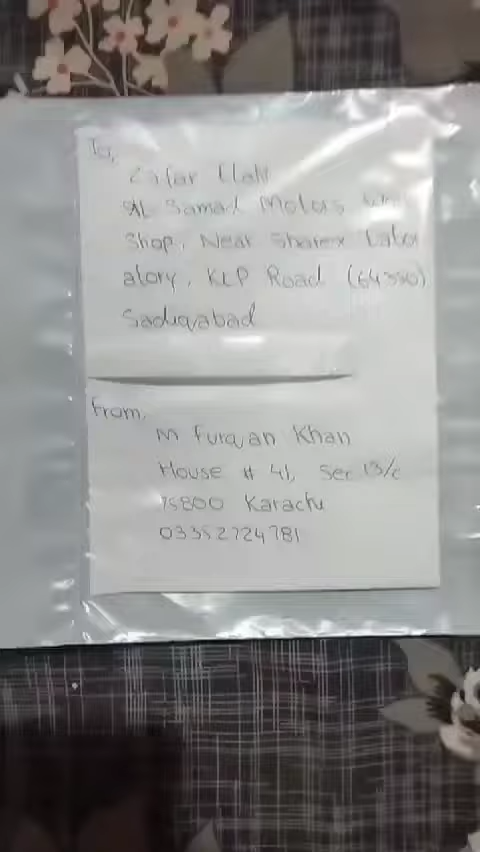 To,
Zafar Elahi
Al Samad Motors
Shop, Near Sharex Labor
atory, KLP Road (64350)
Sadiqabad
From,
M Furqan Khan
House # 41, Sec 13/c
75800 Karachi
03352724781